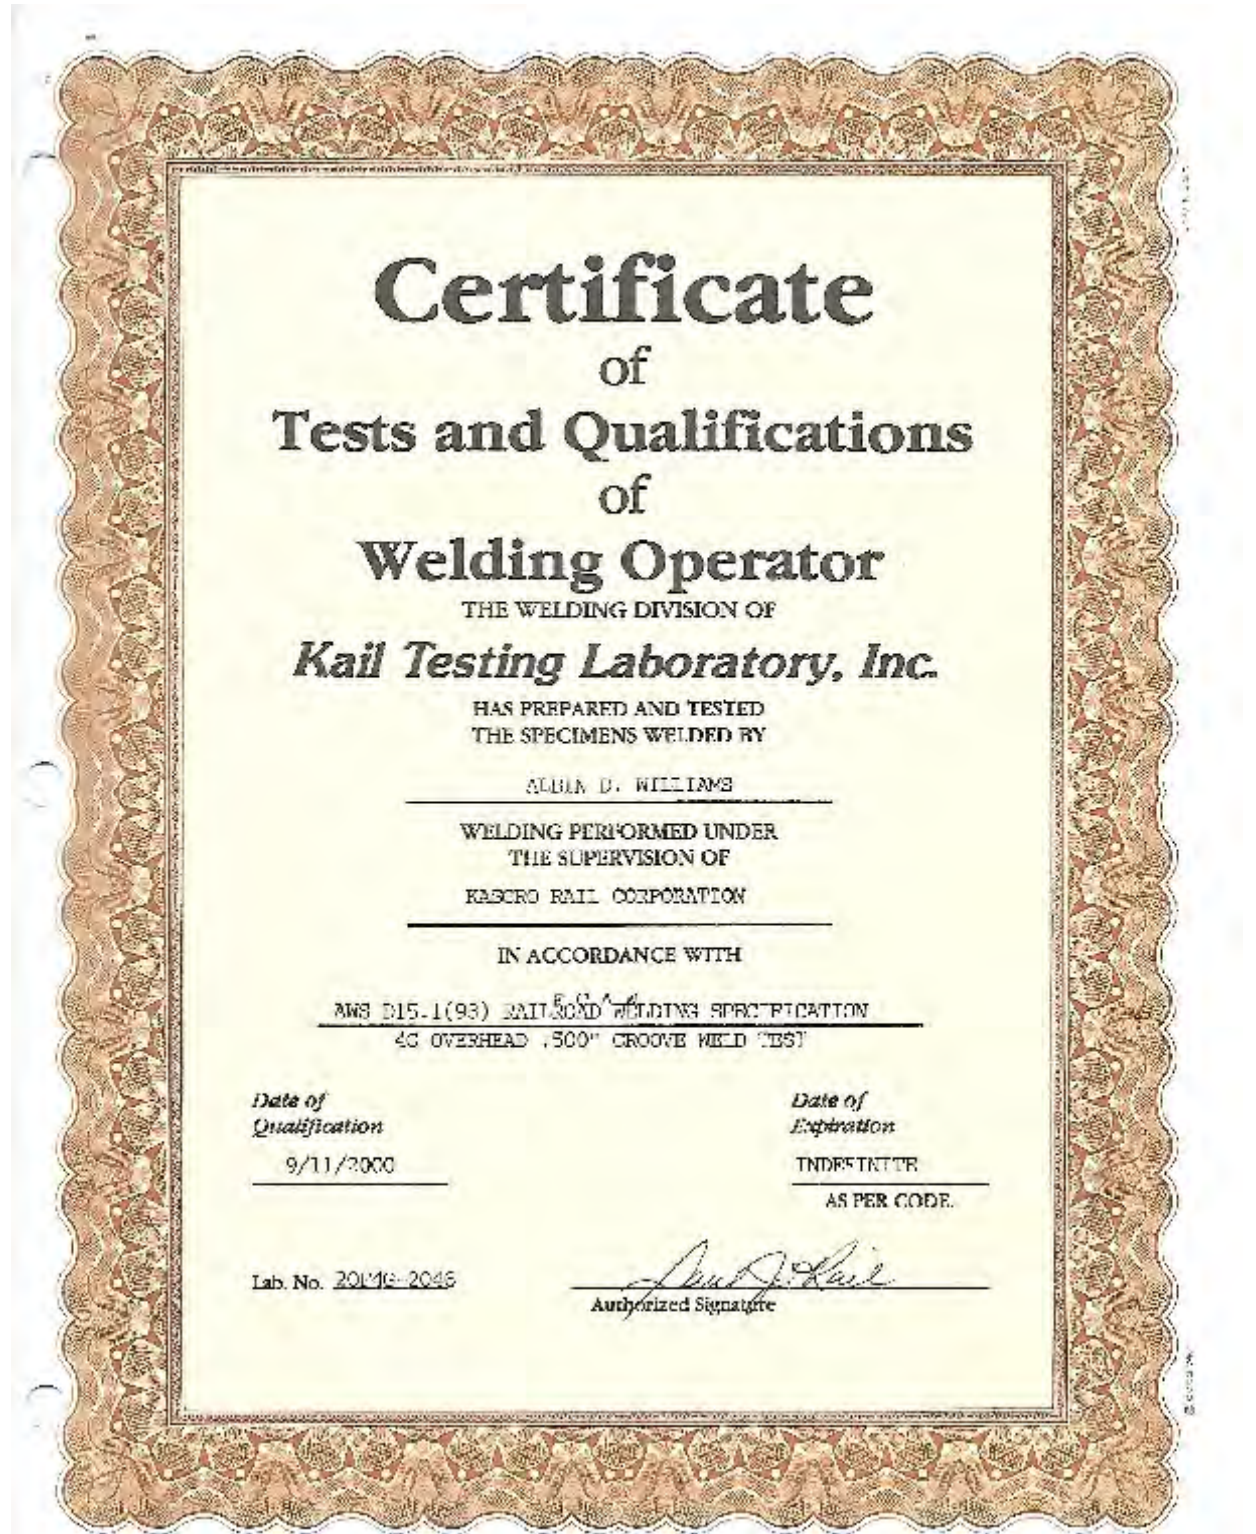 Certificate
of
Tests and Qualifications
of
Welding Operator
THE WELDING DIVISION OF
Kail Testing Laboratory, Inc.
HAS PREPARED AND TESTED
THE SPECIMENS WELDED BY
D. WILLIAMS
WELDING PERFORMED UNDER
THE SUPERVISION OF
KASGRO RAIL CORPORATION
IN ACCORDANCE WITH
AWS D15.1(93) RAILROAD WELDING SPECIFICATION
4G OVERHEAD .500" GROOVE WELD TEST
Date of
Qualification
9/11/2000
Date of
Expiration
INDEFINITE
AS PER CODE.
Lab. No.
Authorized Signature